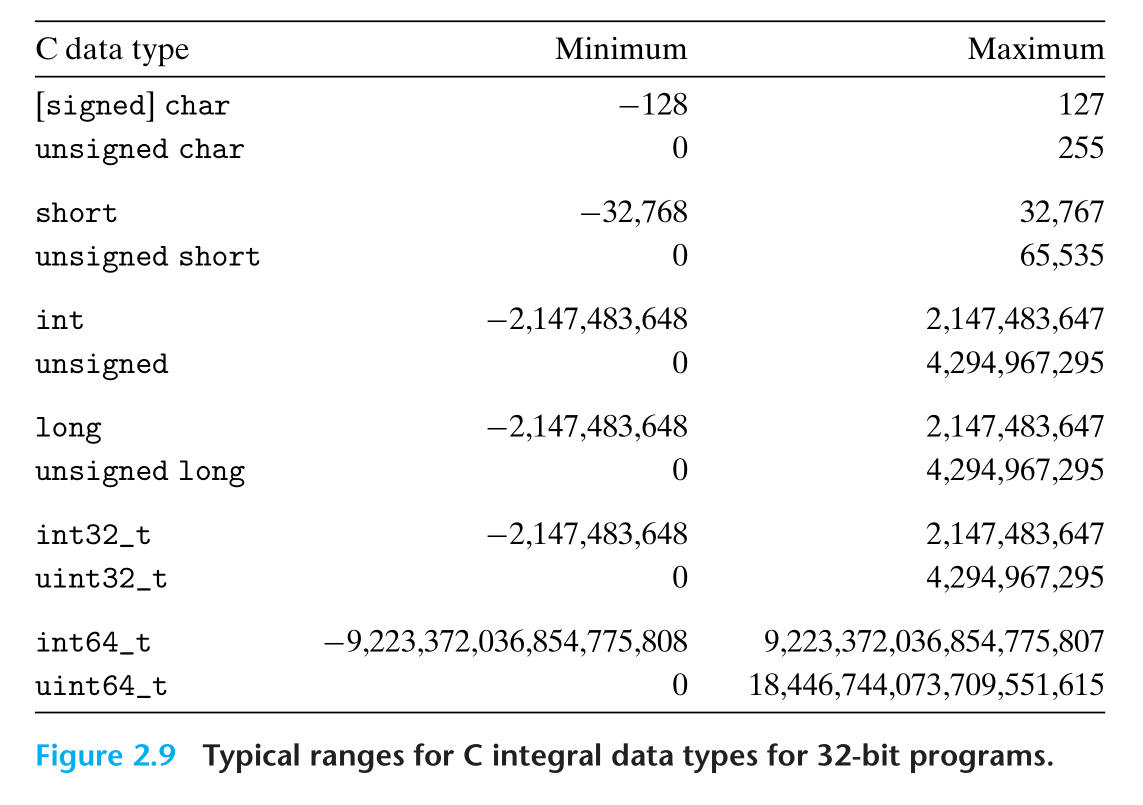 C data type Minimum Maximum
[signed] char −128 127
unsigned char 0 255
short −32,768 32,767
unsigned short 0 65,535
int −2,147,483,648 2,147,483,647
unsigned 0 4,294,967,295
long −2,147,483,648 2,147,483,647
unsigned long 0 4,294,967,295
int32_t −2,147,483,648 2,147,483,647
uint32_t 0 4,294,967,295
int64_t −9,223,372,036,854,775,808 9,223,372,036,854,775,807
uint64_t 0 18,446,744,073,709,551,615
Figure 2.9 Typical ranges for C integral data types for 32-bit programs.